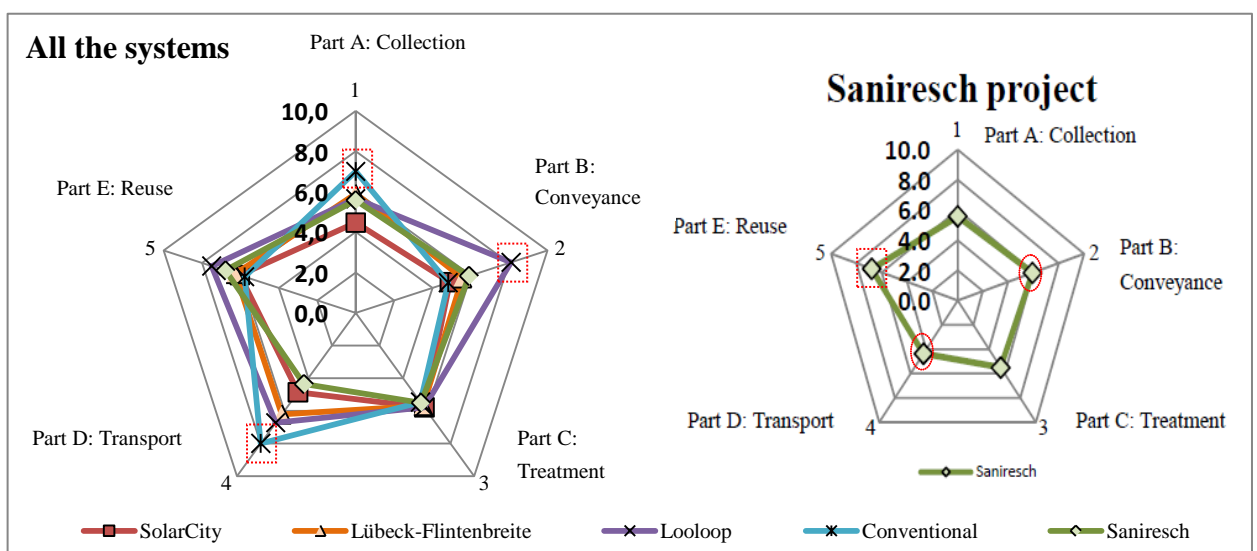 All the systems
Part A: Collection
1
10,0
8,0
6,0
4,0
2,0
0,0
Part B:
Conveyance
2
Part C:
Treatment
3
Part D: Transport
4
Part E: Reuse
5
Saniresch project
1
Part A: Collection
10.0
8.0
6.0
4.0
2.0
0.0
2
Part B:
Conveyance
3
Part C: Treatment
Part D: Transport
4
Part E: Reuse
5
Saniresch
SolarCity
Lübeck-Flintenbreite
Looloop
Conventional
Saniresch